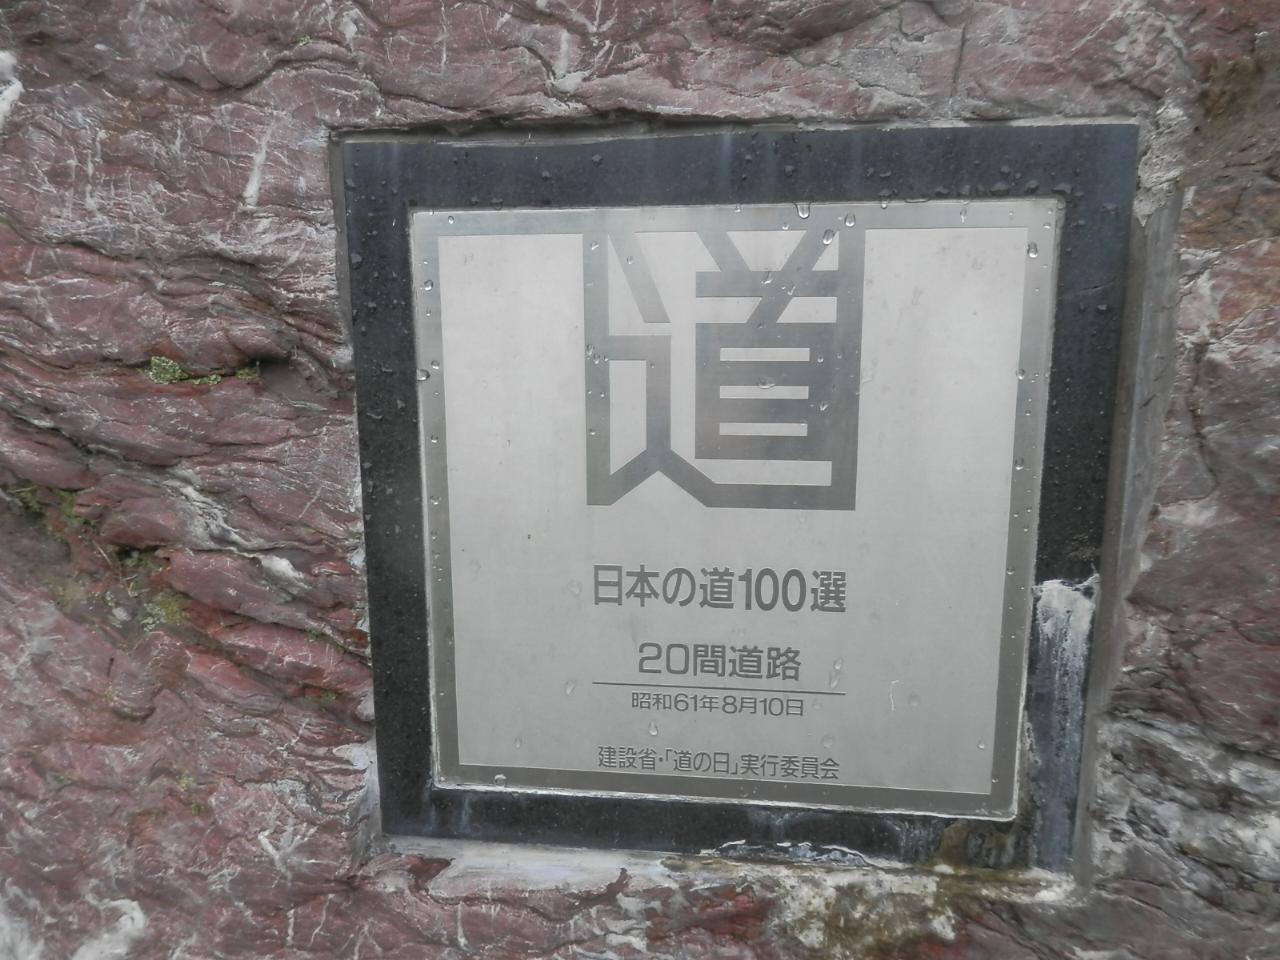 道
日本の道100選
20間道路
昭和61年8月10日
建設省・「道の日」実行委員会